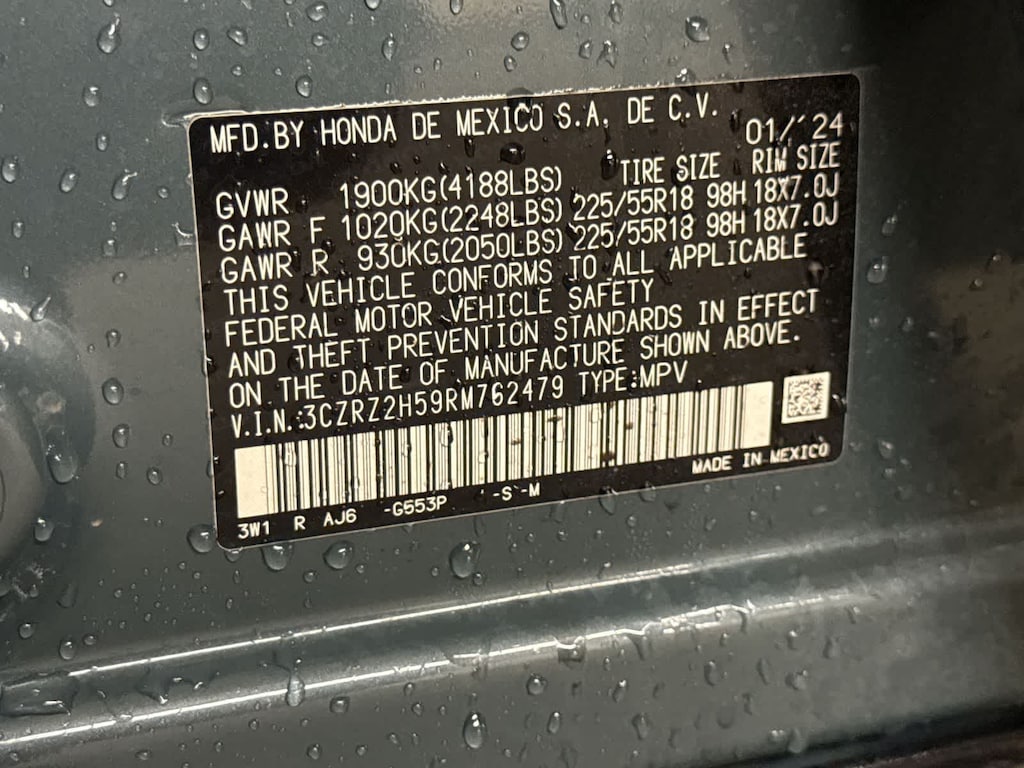 MFD.BY HONDA DE MEXICO S.A. DE C.V.
01/'24
TIRE SIZE RIM SIZE
GVWR 1900KG(4188LBS)
GAWR F 1020KG(2248LBS) 225/55R18 98H 18X7.0J
GAWR R 930KG(2050LBS) 225/55R18 98H 18X7.0J
THIS VEHICLE CONFORMS TO ALL APPLICABLE
FEDERAL MOTOR VEHICLE SAFETY
AND THEFT PREVENTION STANDARDS IN EFFECT
ON THE DATE OF MANUFACTURE SHOWN ABOVE.
V.I.N.:3CZRZ2H59RM762479 TYPE:MPV
MADE IN MEXICO
3W1 R AJ6 -G553P -S -M